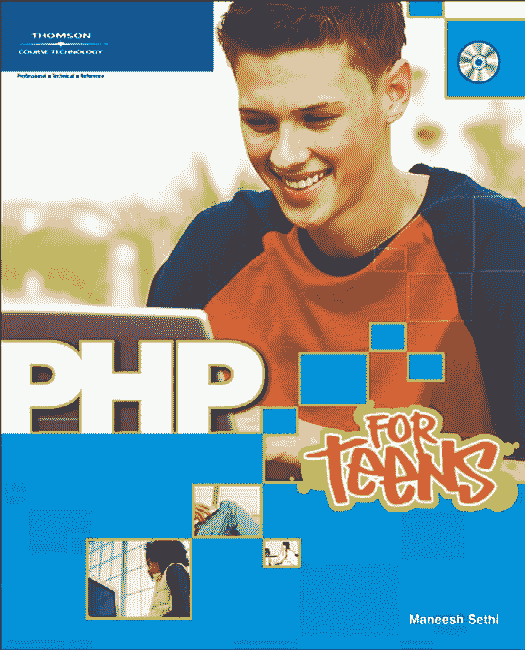 THOMSON
COURSE TECHNOLOGY
Professional ■ Technical ■ Reference
PHP
FOR
TEENS
Maneesh Sethi